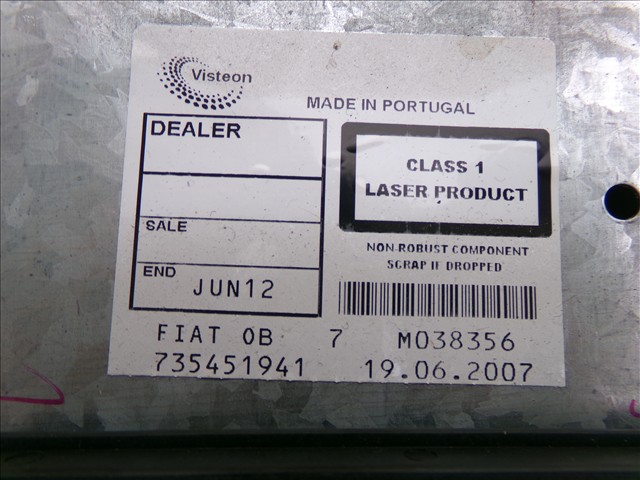 Visteon
MADE IN PORTUGAL
DEALER
SALE
END
JUN12
CLASS 1
LASER PRODUCT
NON-ROBUST COMPONENT
SCRAP IF DROPPED
FIAT OB 7 M038356
735451941 19.06.2007